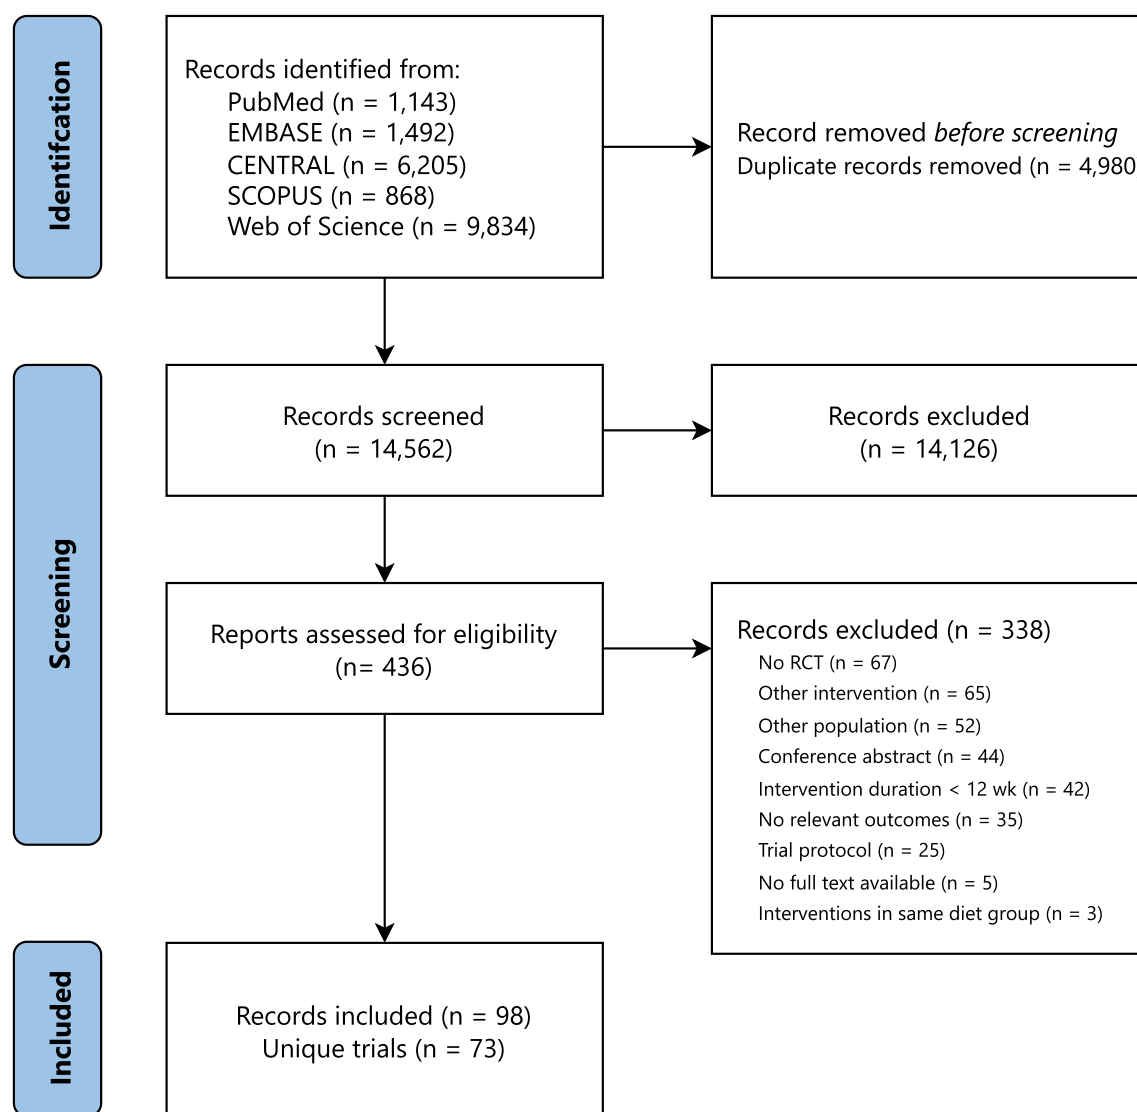 Identifcation
Records identified from:
PubMed (n = 1,143)
EMBASE (n = 1,492)
CENTRAL (n = 6,205)
SCOPUS (n = 868)
Web of Science (n = 9,834)
Record removed before screening
Duplicate records removed (n = 4,980)
Screening
Records screened
(n = 14,562)
Records excluded
(n = 14,126)
Reports assessed for eligibility
(n= 436)
Records excluded (n = 338)
No RCT (n = 67)
Other intervention (n = 65)
Other population (n = 52)
Conference abstract (n = 44)
Intervention duration < 12 wk (n = 42)
No relevant outcomes (n = 35)
Trial protocol (n = 25)
No full text available (n = 5)
Interventions in same diet group (n = 3)
Included
Records included (n = 98)
Unique trials (n = 73)